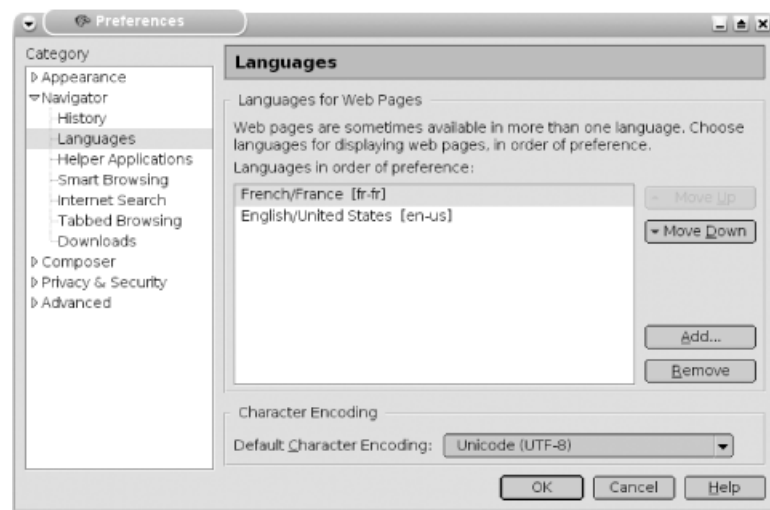 Preferences
Category
Appearance
Navigator
History
Languages
Helper Applications
Smart Browsing
Internet Search
Tabbed Browsing
Downloads
Composer
Privacy & Security
Advanced
Languages
Languages for Web Pages
Web pages are sometimes available in more than one language. Choose
languages for displaying web pages, in order of preference.
Languages in order of preference:
French/France [fr-fr]
English/United States [en-us]
Move Up
Move Down
Add...
Remove
Character Encoding
Default Character Encoding: Unicode (UTF-8)
OK Cancel Help